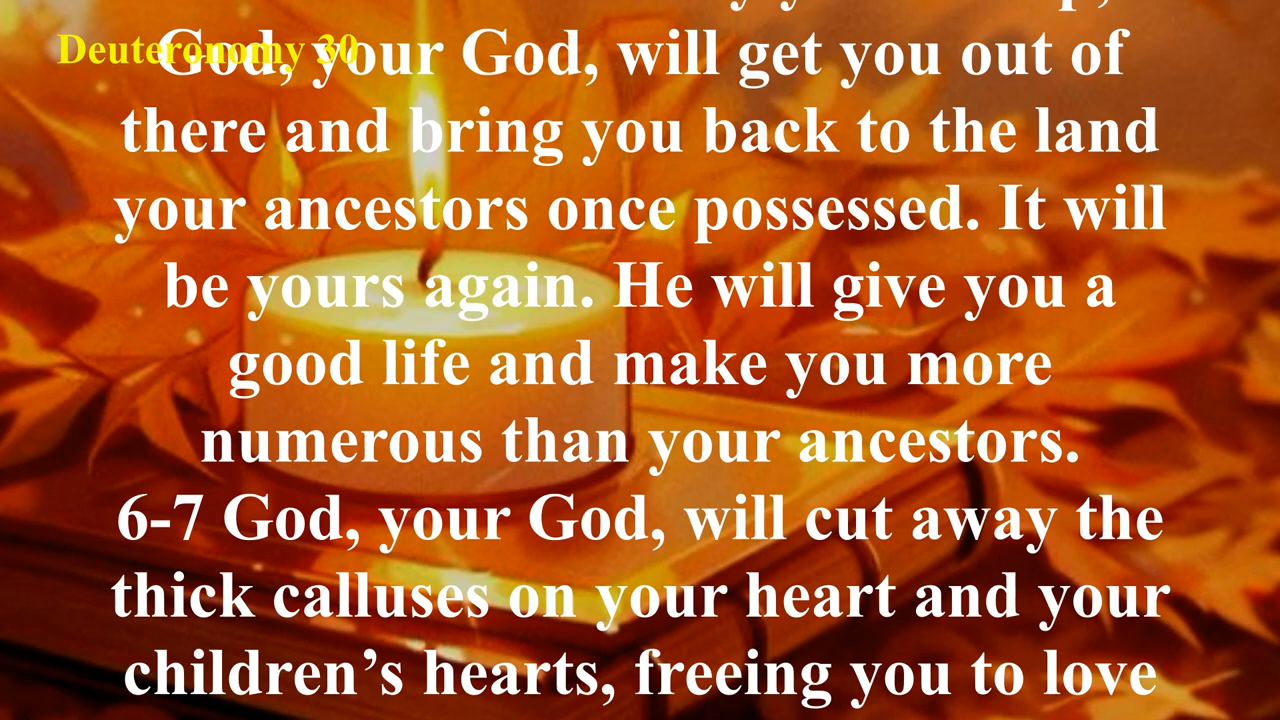 Deuteronomy 30
God, your God, will get you out of
there and bring you back to the land
your ancestors once possessed. It will
be yours again. He will give you a
good life and make you more
numerous than your ancestors.
6-7 God, your God, will cut away the
thick calluses on your heart and your
children’s hearts, freeing you to love